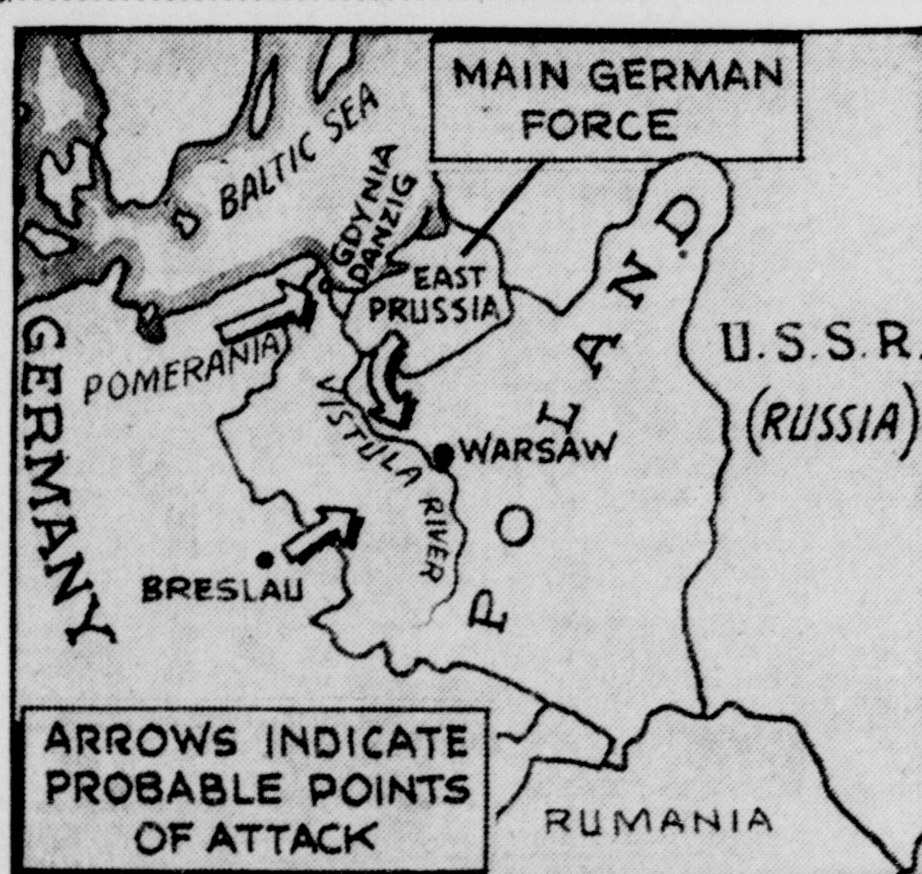 MAIN GERMAN
FORCE
BALTIC SEA
GDYNIA
DANZIG
EAST
PRUSSIA
POLAND
U.S.S.R.
(RUSSIA)
GERMANY
POMERANIA
VISTULA RIVER
WARSAW
BRESLAU
ARROWS INDICATE
PROBABLE POINTS
OF ATTACK
RUMANIA